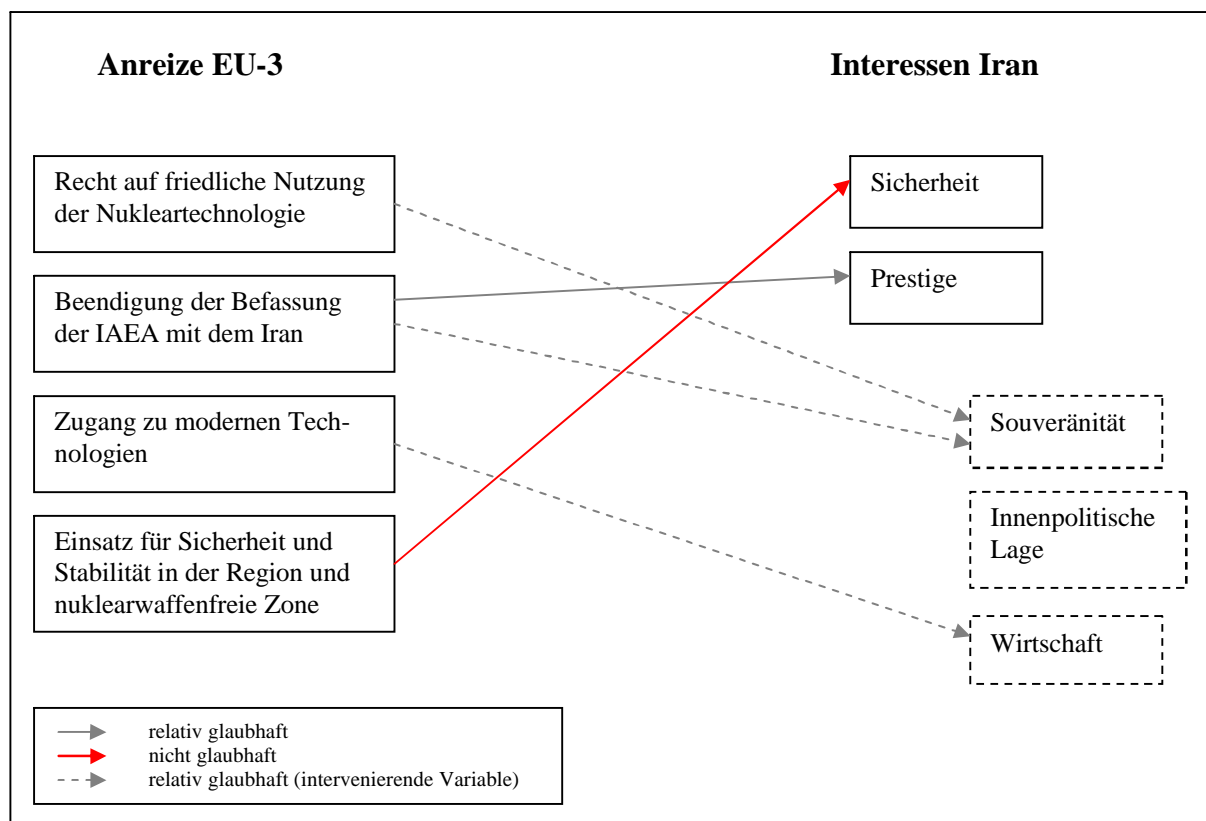 Anreize EU-3
Interessen Iran
Recht auf friedliche Nutzung
der Nukleartechnologie
Beendigung der Befassung
der IAEA mit dem Iran
Zugang zu modernen Tech-
nologien
Einsatz für Sicherheit und
Stabilität in der Region und
nuklearwaffenfreie Zone
Sicherheit
Prestige
Souveränität
Innenpolitische
Lage
Wirtschaft
relativ glaubhaft
nicht glaubhaft
relativ glaubhaft (intervenierende Variable)